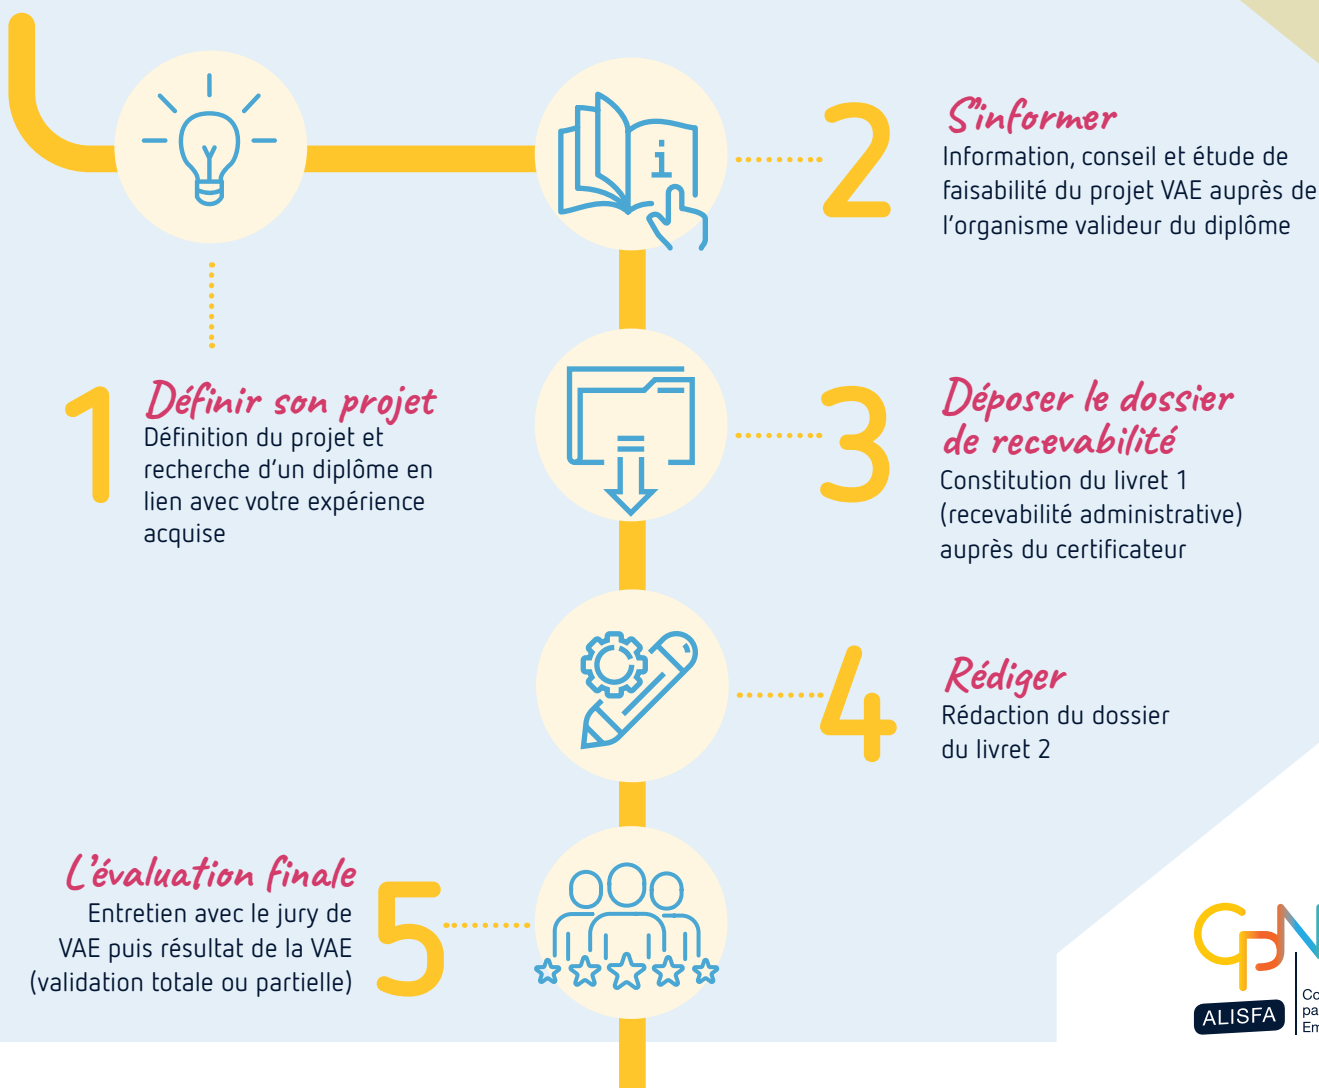 1
Définir son projet
Définition du projet et
recherche d'un diplôme en
lien avec votre expérience
acquise
2
S'informer
Information, conseil et étude de
faisabilité du projet VAE auprès de
l'organisme valideur du diplôme
i
3
Déposer le dossier
de recevabilité
Constitution du livret 1
(recevabilité administrative)
auprès du certificateur
4
Rédiger
Rédaction du dossier
du livret 2
5
L'évaluation finale
Entretien avec le jury de
VAE puis résultat de la VAE
(validation totale ou partielle)
CPN
ALISFA
Co
pa
Em